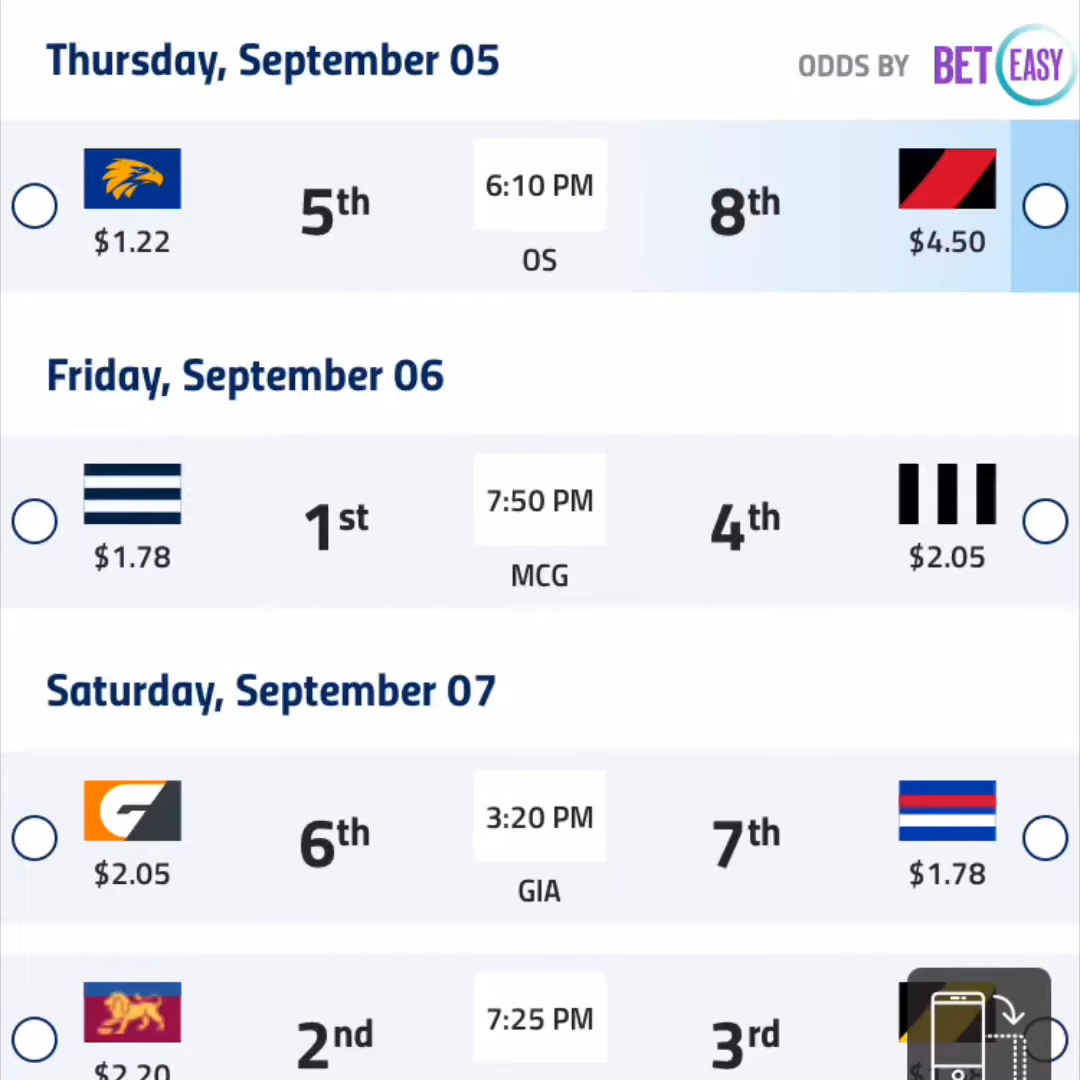 Thursday, September 05
ODDS BY BET EASY
5th 6:10 PM 8th
$1.22 OS $4.50
Friday, September 06
1st 7:50 PM 4th
$1.78 MCG $2.05
Saturday, September 07
6th 3:20 PM 7th
$2.05 GIA $1.78
2nd 7:25 PM 3rd
$2.20